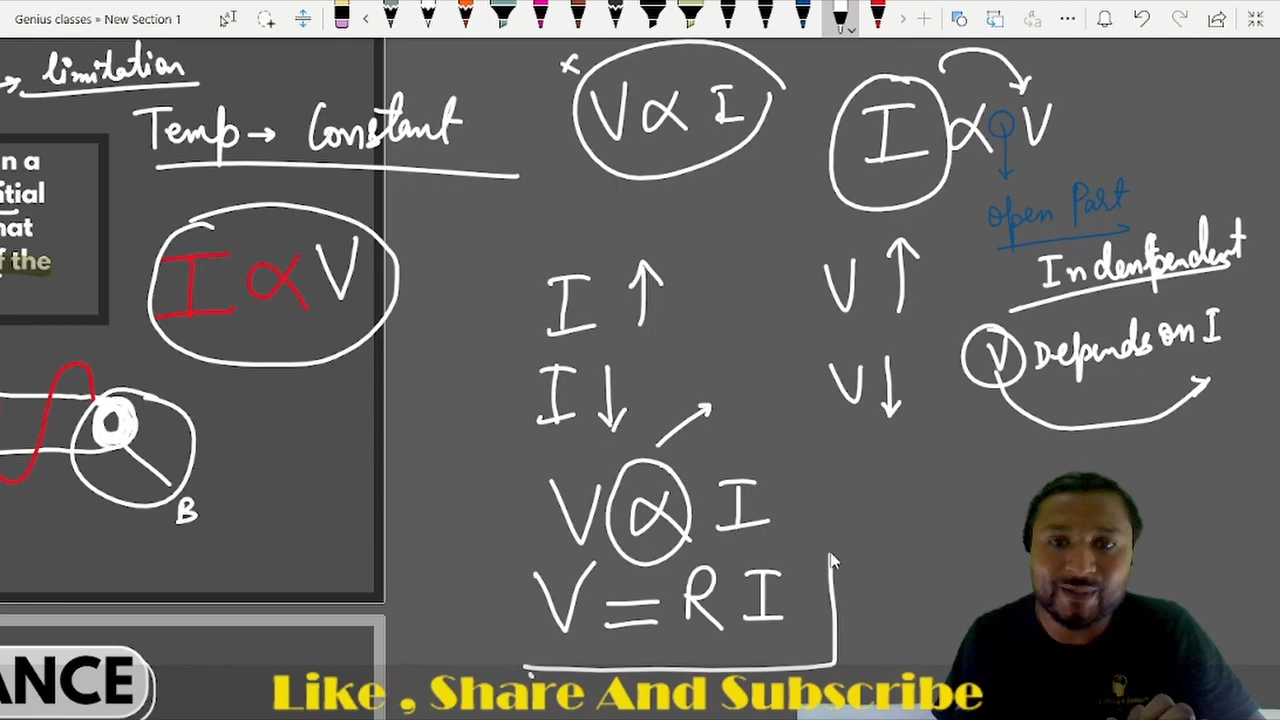 Genius classes » New Section 1
limitation
Temp → Constant
n a
tial
hat
f the
I ∝ V
B
ANCE
x
V ∝ I
I ∝ V
open Part
Indentpendent
V Depends on I
I ↑ V ↑
I ↓ V ↓
V ∝ I
V = R I
Like , Share And Subscribe